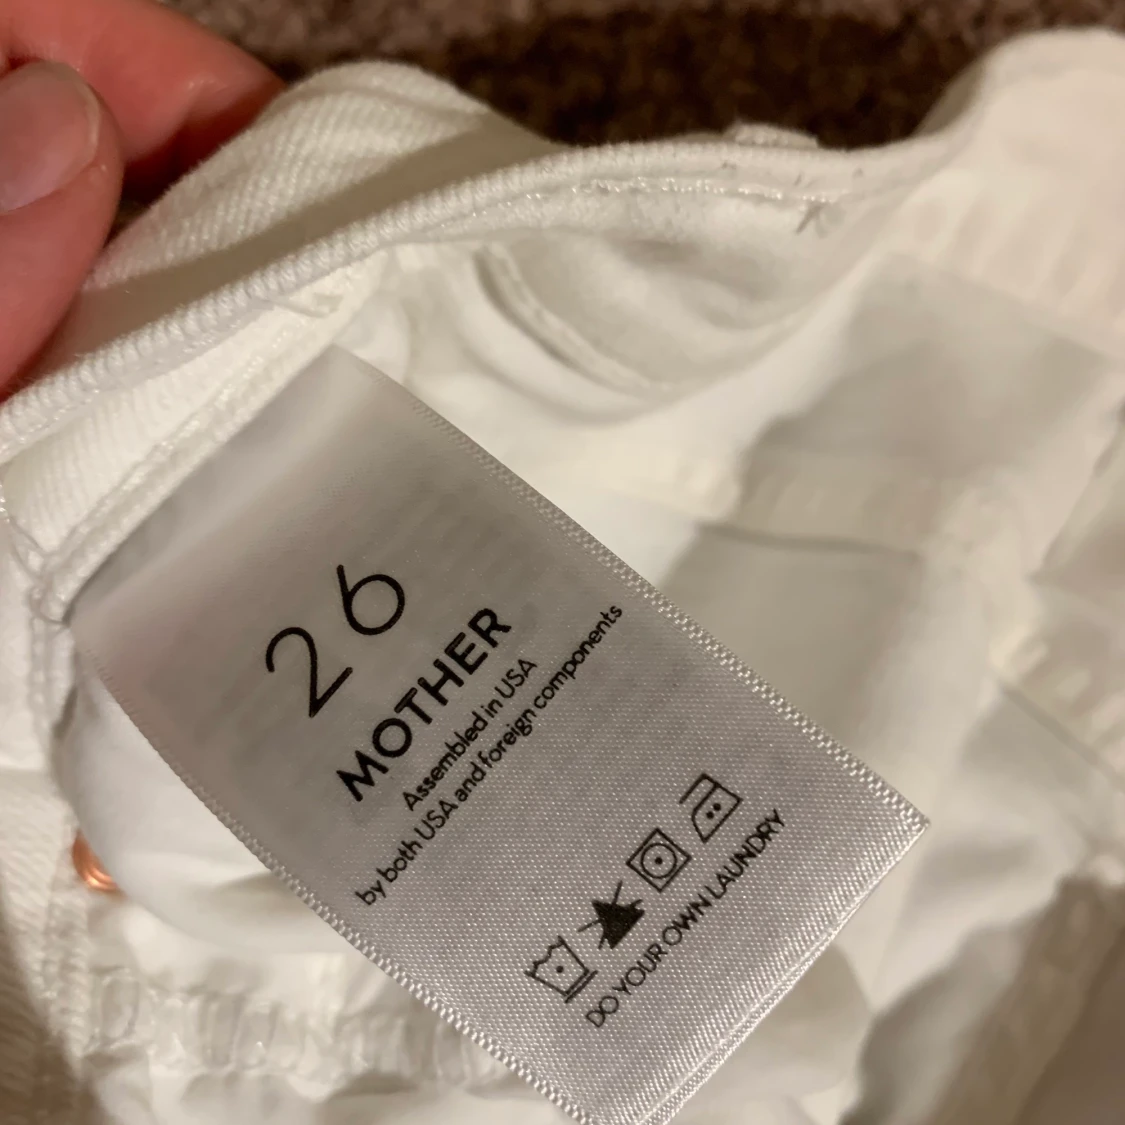 26
MOTHER
Assembled in USA
by both USA and foreign components
DO YOUR OWN LAUNDRY